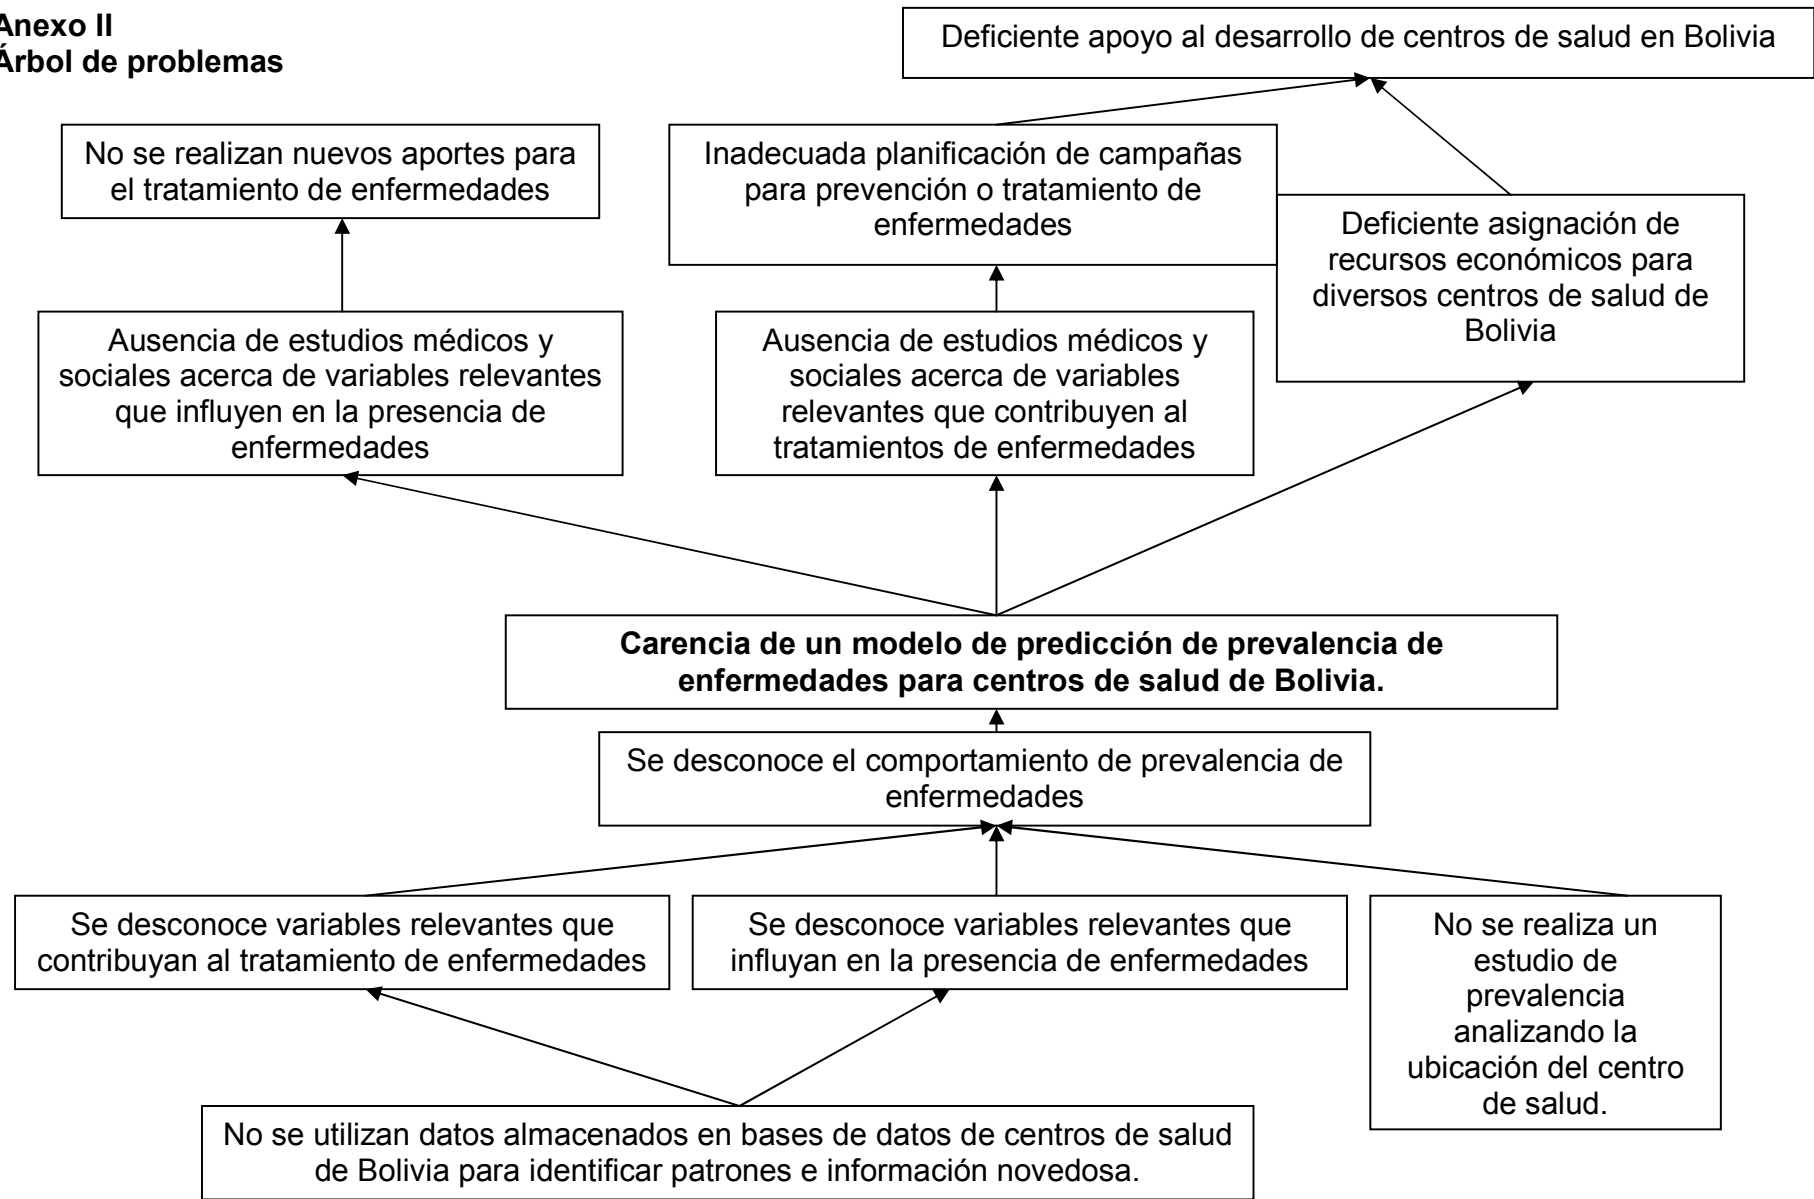 Anexo II
Árbol de problemas
Deficiente apoyo al desarrollo de centros de salud en Bolivia
No se realizan nuevos aportes para
el tratamiento de enfermedades
Inadecuada planificación de campañas
para prevención o tratamiento de
enfermedades
Deficiente asignación de
recursos económicos para
diversos centros de salud de
Bolivia
Ausencia de estudios médicos y
sociales acerca de variables relevantes
que influyen en la presencia de
enfermedades
Ausencia de estudios médicos y
sociales acerca de variables
relevantes que contribuyen al
tratamientos de enfermedades
Carencia de un modelo de predicción de prevalencia de
enfermedades para centros de salud de Bolivia.
Se desconoce el comportamiento de prevalencia de
enfermedades
Se desconoce variables relevantes que
contribuyan al tratamiento de enfermedades
Se desconoce variables relevantes que
influyan en la presencia de enfermedades
No se realiza un
estudio de
prevalencia
analizando la
ubicación del centro
de salud.
No se utilizan datos almacenados en bases de datos de centros de salud
de Bolivia para identificar patrones e información novedosa.